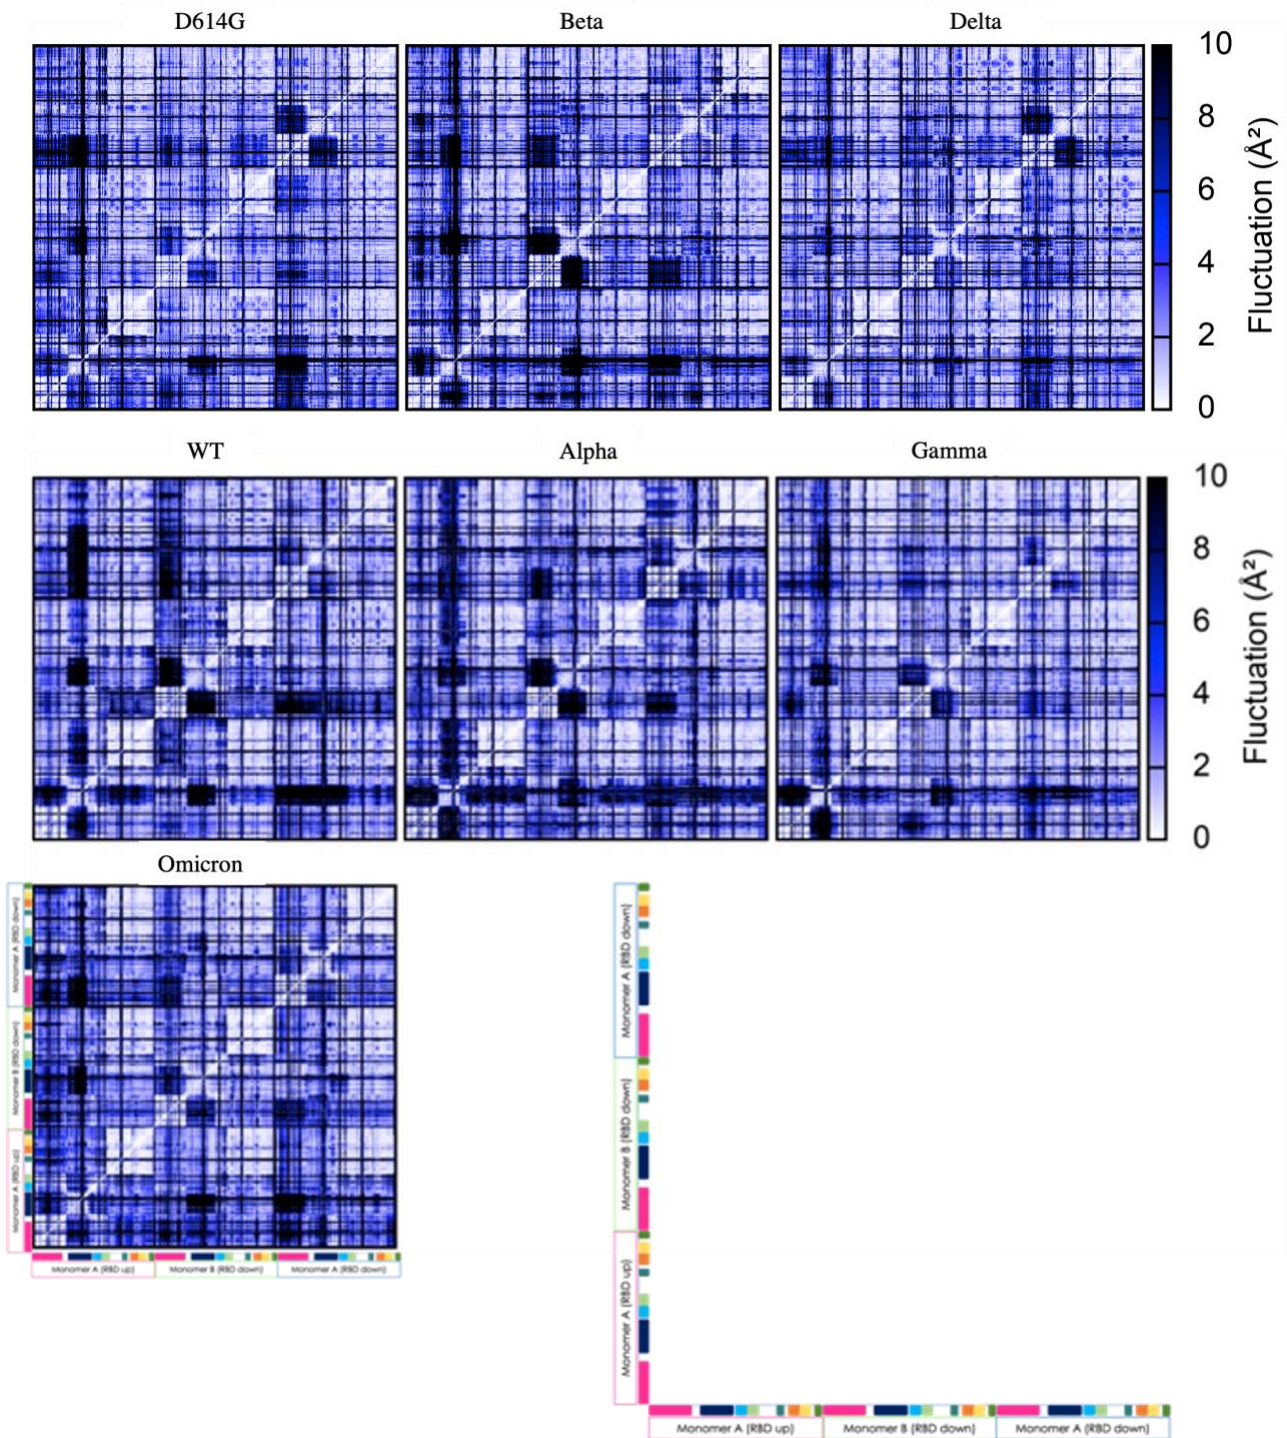 D614G Beta Delta
10
8
6
4
2
0
Fluctuation (Å²)
WT Alpha Gamma
10
8
6
4
2
0
Fluctuation (Å²)
Omicron
Monomer A (RBD down)
Monomer B (RBD down)
Monomer A (RBD up)
Monomer A (RBD up) Monomer B (RBD down) Monomer A (RBD down)
Monomer A (RBD down)
Monomer B (RBD down)
Monomer A (RBD up)
Monomer A (RBD up) Monomer B (RBD down) Monomer A (RBD down)